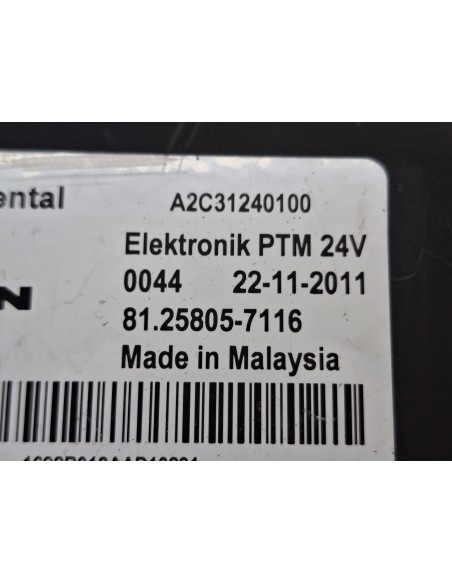 ental A2C31240100
Elektronik PTM 24V
N 0044 22-11-2011
81.25805-7116
Made in Malaysia